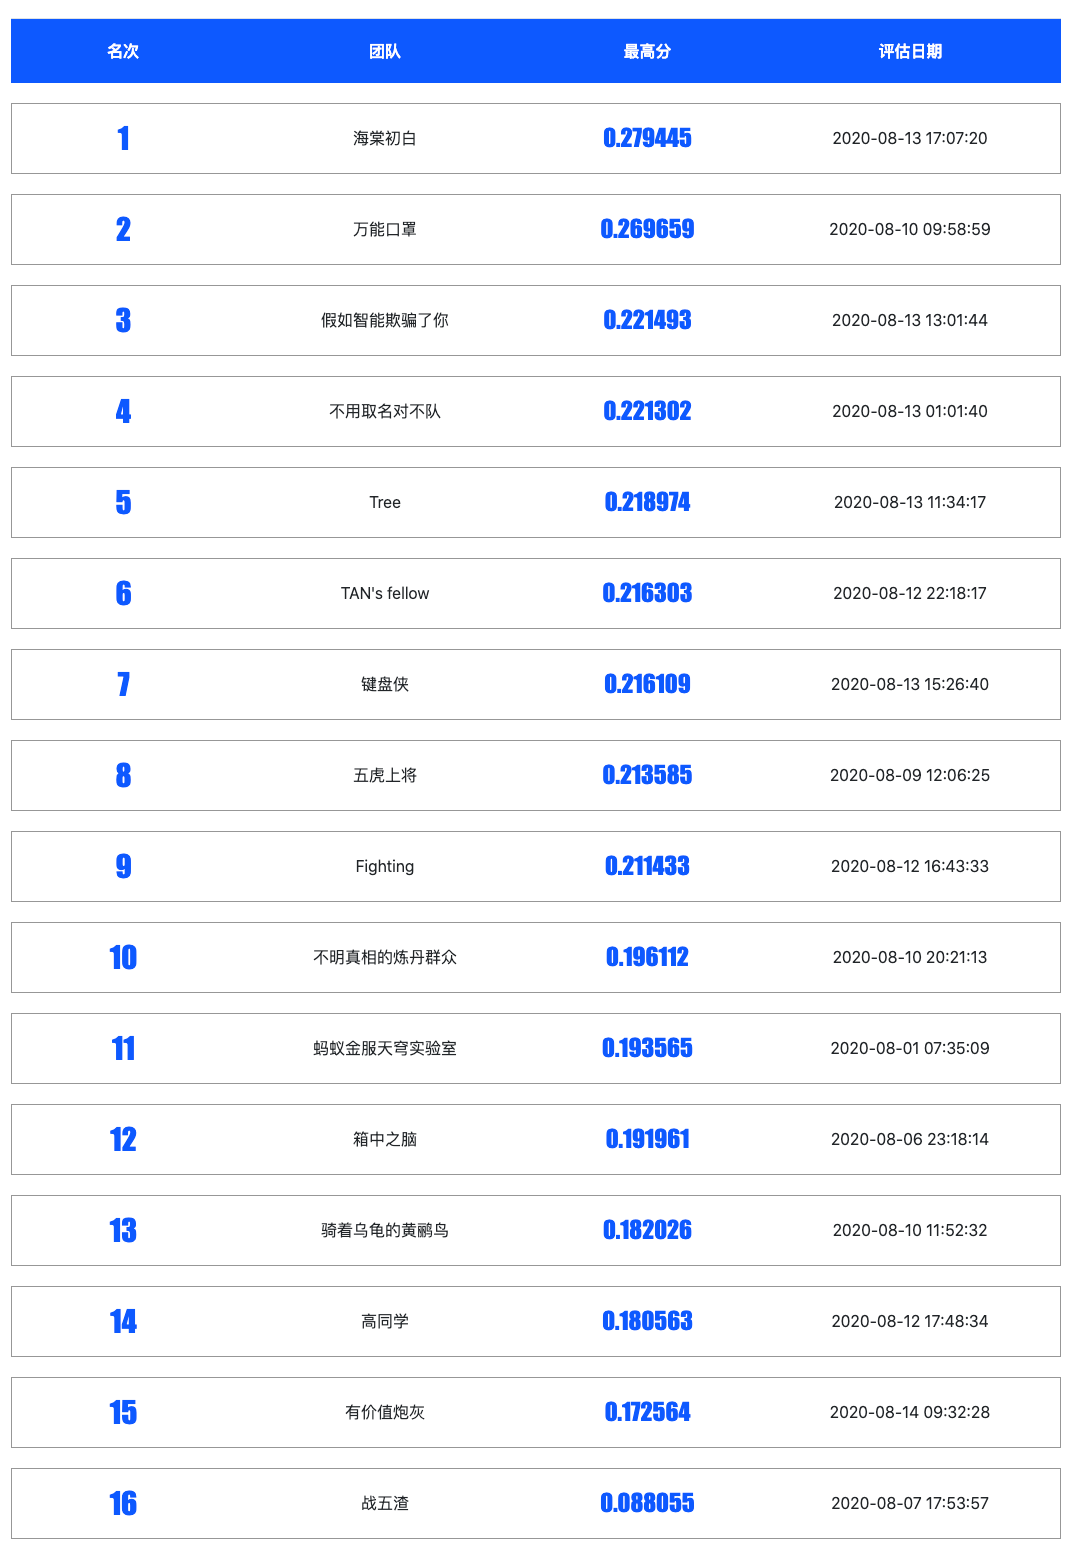 名次 团队 最高分 评估日期
1 海棠初白 0.279445 2020-08-13 17:07:20
2 万能口罩 0.269659 2020-08-10 09:58:59
3 假如智能欺骗了你 0.221493 2020-08-13 13:01:44
4 不用取名对不队 0.221302 2020-08-13 01:01:40
5 Tree 0.218974 2020-08-13 11:34:17
6 TAN's fellow 0.216303 2020-08-12 22:18:17
7 键盘侠 0.216109 2020-08-13 15:26:40
8 五虎上将 0.213585 2020-08-09 12:06:25
9 Fighting 0.211433 2020-08-12 16:43:33
10 不明真相的炼丹群众 0.196112 2020-08-10 20:21:13
11 蚂蚁金服天穹实验室 0.193565 2020-08-01 07:35:09
12 箱中之脑 0.191961 2020-08-06 23:18:14
13 骑着乌龟的黄鹂鸟 0.182026 2020-08-10 11:52:32
14 高同学 0.180563 2020-08-12 17:48:34
15 有价值炮灰 0.172564 2020-08-14 09:32:28
16 战五渣 0.088055 2020-08-07 17:53:57